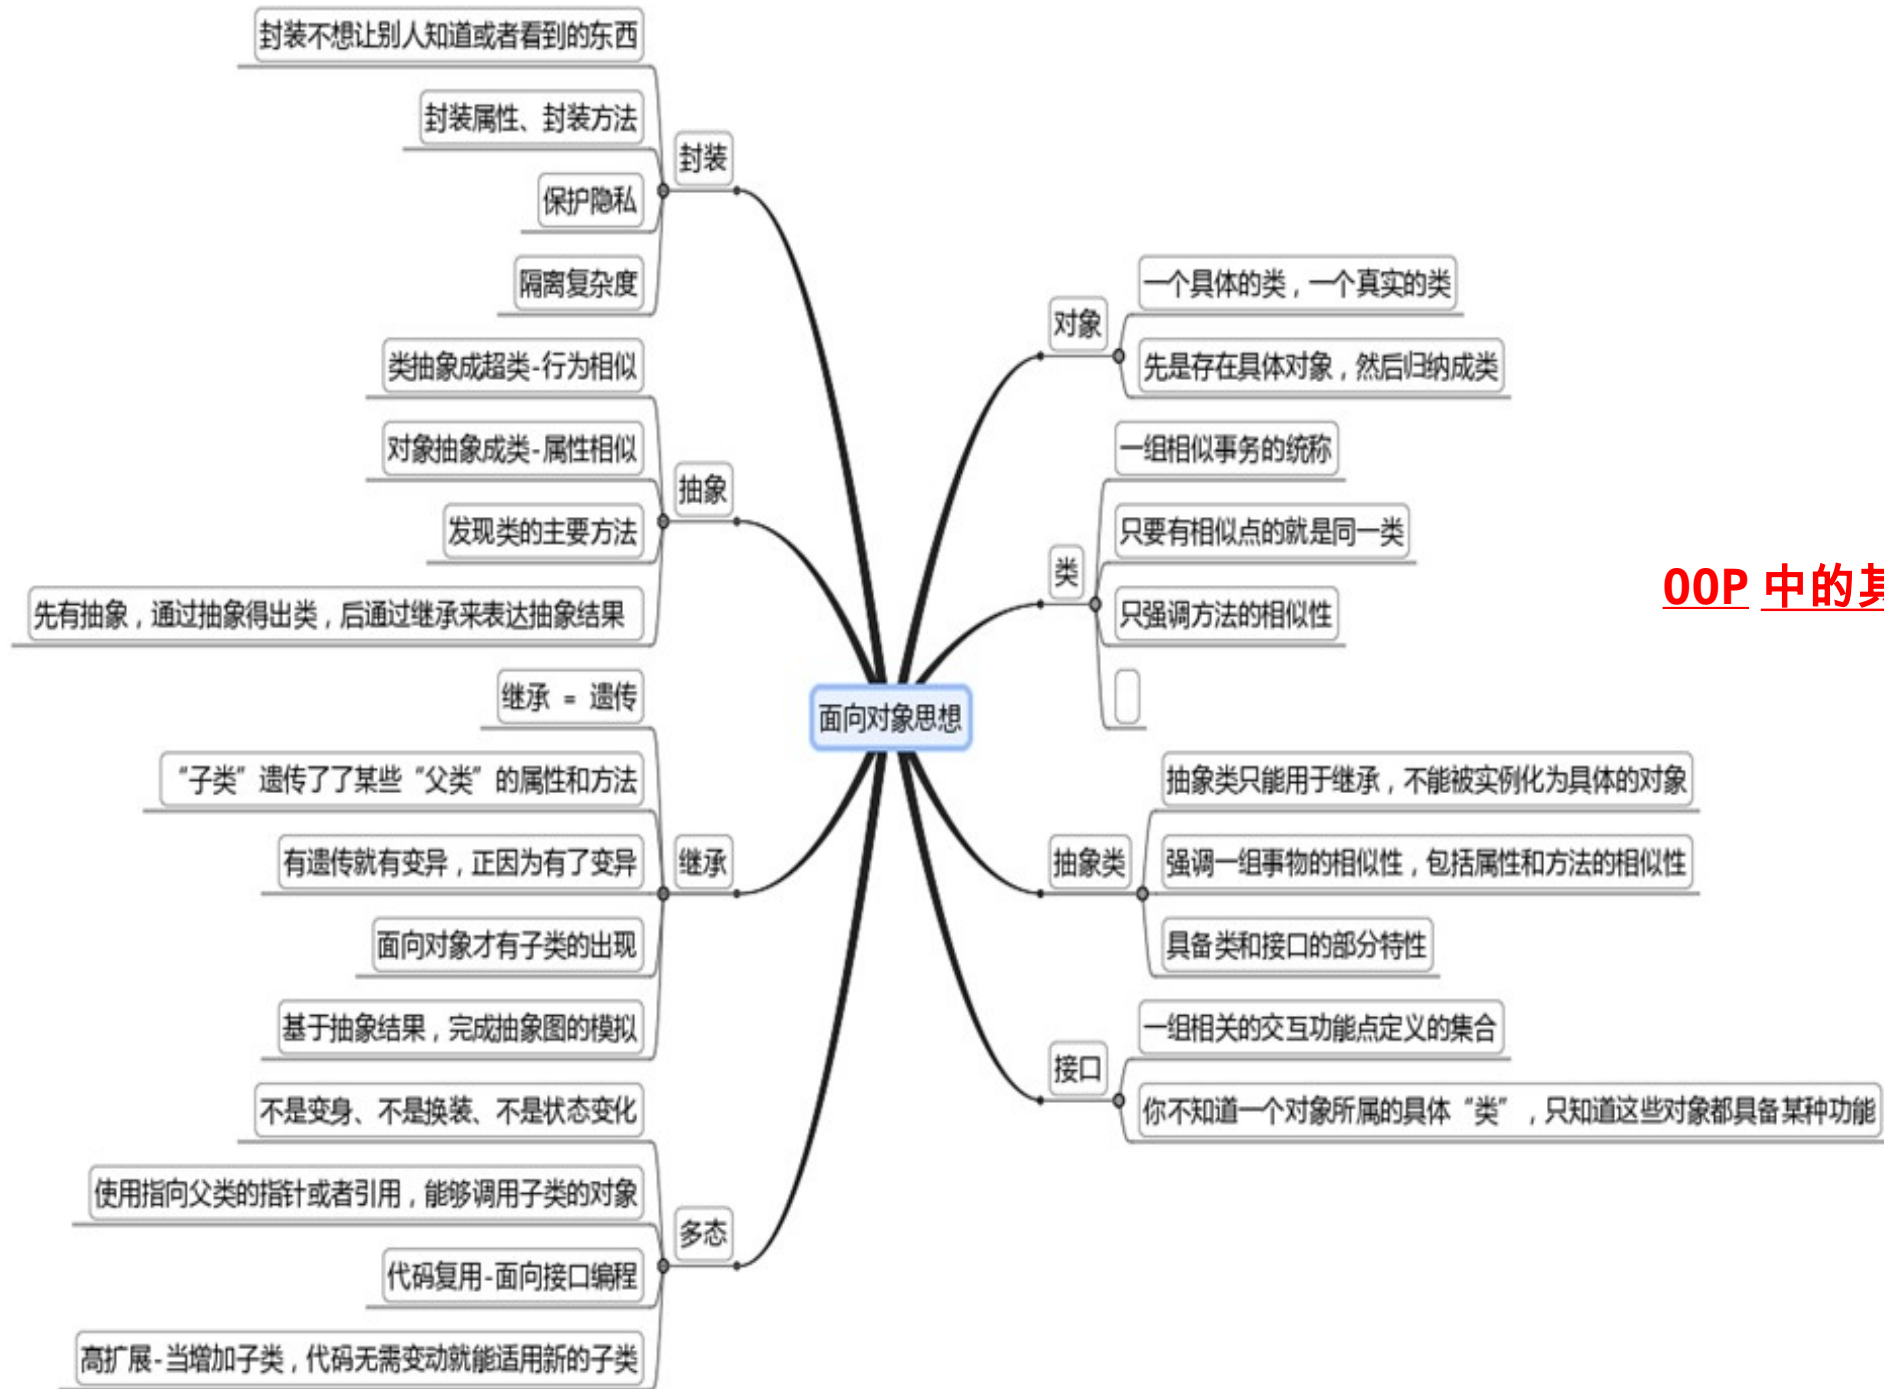 封装不想让别人知道或者看到的东西
封装属性、封装方法
保护隐私
隔离复杂度
封装
类抽象成超类-行为相似
对象抽象成类-属性相似
发现类的主要方法
先有抽象，通过抽象得出类，后通过继承来表达抽象结果
抽象
继承 = 遗传
“子类”遗传了了某些“父类”的属性和方法
有遗传就有变异，正因为有了变异
面向对象才有子类的出现
基于抽象结果，完成抽象图的模拟
继承
不是变身、不是换装、不是状态变化
使用指向父类的指针或者引用，能够调用子类的对象
代码复用-面向接口编程
高扩展-当增加子类，代码无需变动就能适用新的子类
多态
面向对象思想
对象
一个具体的类，一个真实的类
先是存在具体对象，然后归纳成类
类
一组相似事务的统称
只要有相似点的就是同一类
只强调方法的相似性
抽象类
抽象类只能用于继承，不能被实例化为具体的对象
强调一组事物的相似性，包括属性和方法的相似性
具备类和接口的部分特性
接口
一组相关的交互功能点定义的集合
你不知道一个对象所属的具体“类”，只知道这些对象都具备某种功能
OOP 中的